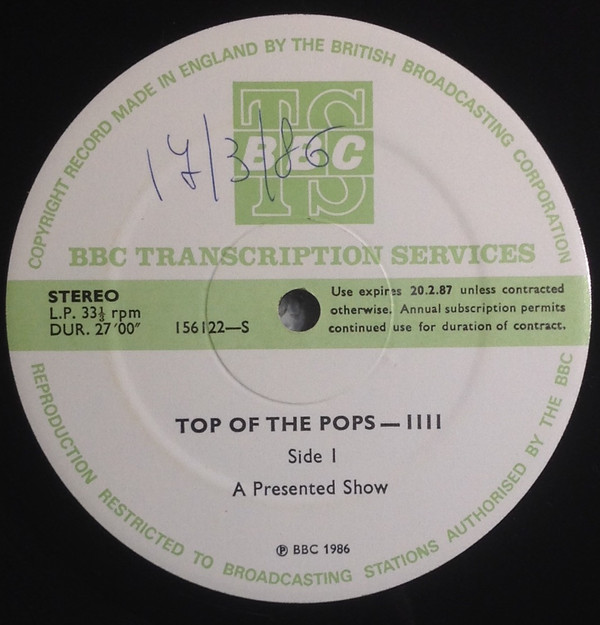 COPYRIGHT RECORD MADE IN ENGLAND BY THE BRITISH BROADCASTING CORPORATION
TS
BBC
TS
17/3/86
BBC TRANSCRIPTION SERVICES
STEREO
L.P. 33⅓ rpm
DUR. 27'00"
156122—S
Use expires 20.2.87 unless contracted
otherwise. Annual subscription permits
continued use for duration of contract.
TOP OF THE POPS — 1111
Side 1
A Presented Show
℗ BBC 1986
REPRODUCTION RESTRICTED TO BROADCASTING STATIONS AUTHORISED BY THE BBC